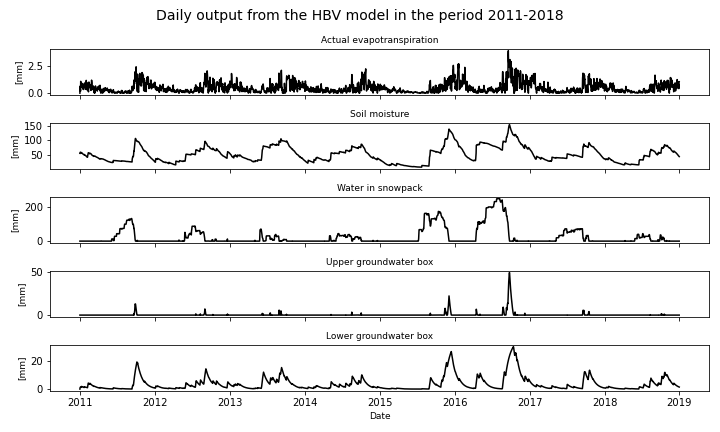 Daily output from the HBV model in the period 2011-2018
Actual evapotranspiration
[mm]
2.5
0.0
Soil moisture
[mm]
150
100
50
Water in snowpack
[mm]
200
0
Upper groundwater box
[mm]
50
0
Lower groundwater box
[mm]
20
0
2011 2012 2013 2014 2015 2016 2017 2018 2019
Date